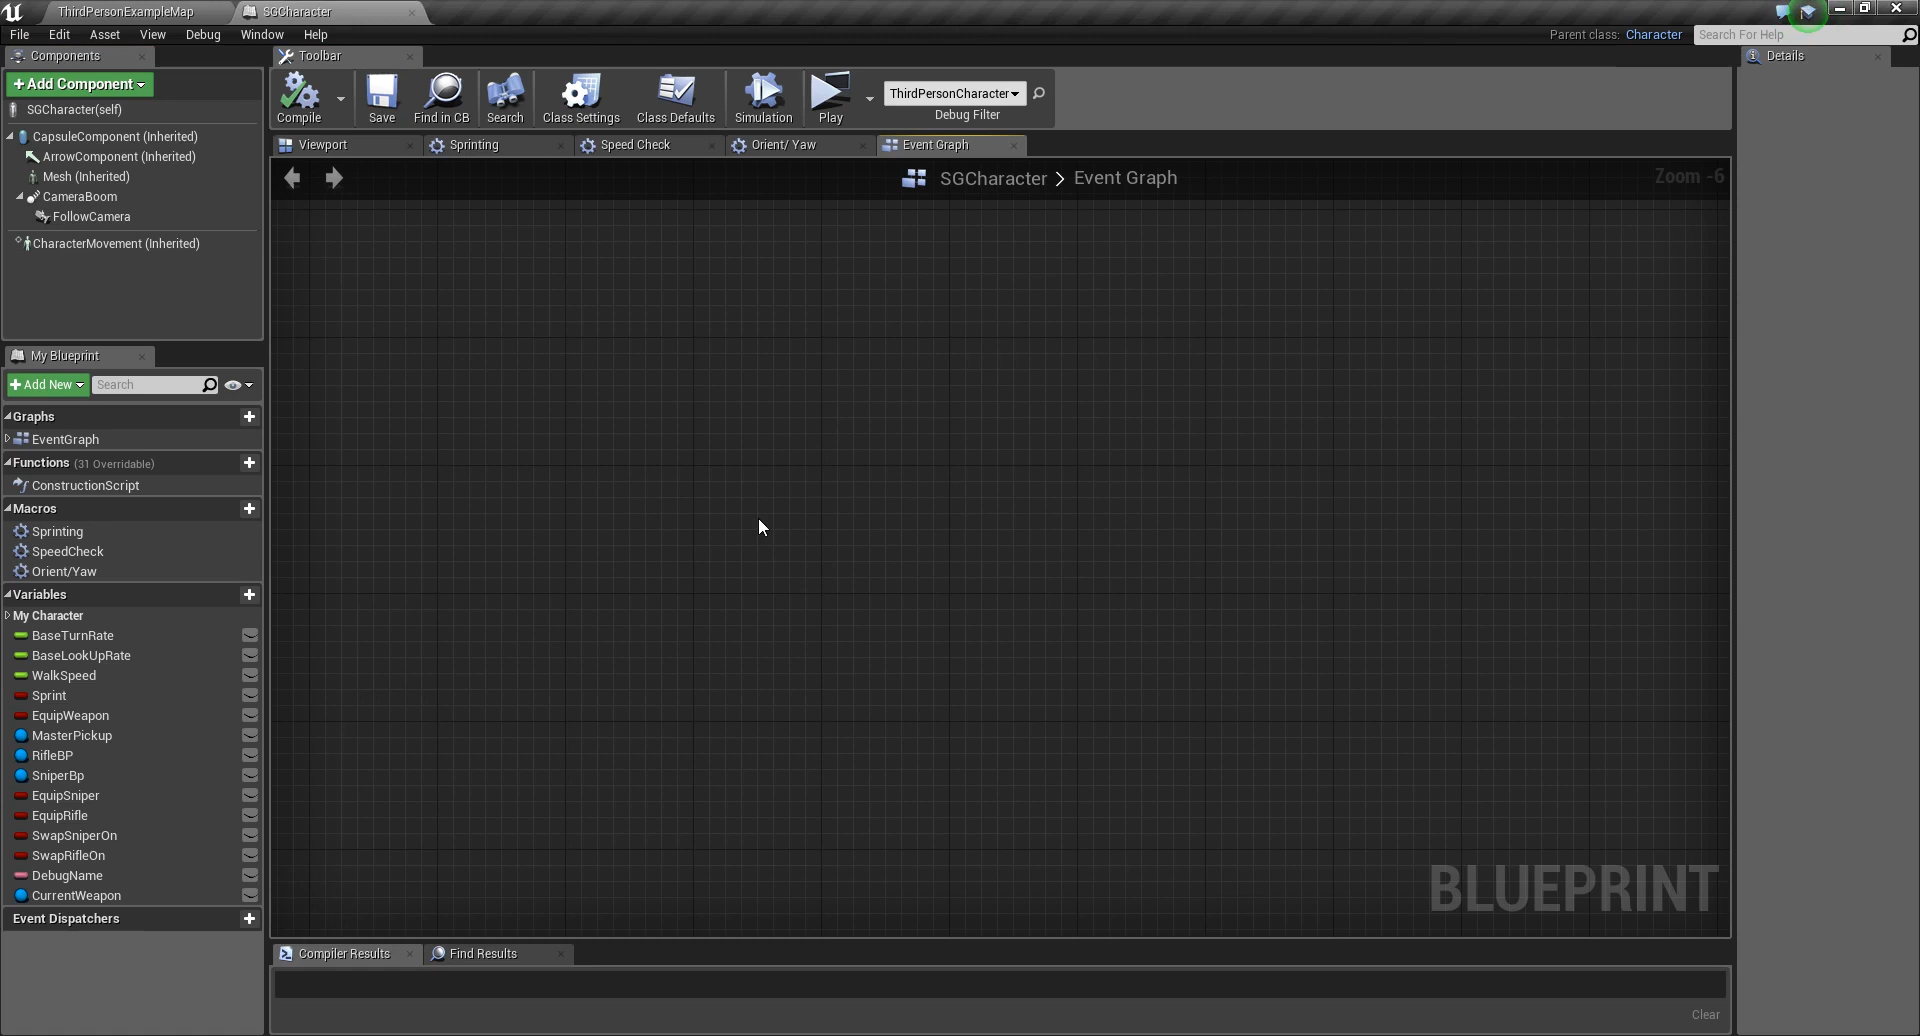 ThirdPersonExampleMap SGCharacter
File Edit Asset View Debug Window Help Parent class: Character Search For Help
Components Toolbar Details
+Add Component
SGCharacter(self)
CapsuleComponent (Inherited)
ArrowComponent (Inherited)
Mesh (Inherited)
CameraBoom
FollowCamera
CharacterMovement (Inherited)
Compile Save Find in CB Search Class Settings Class Defaults Simulation Play ThirdPersonCharacter
Debug Filter
Viewport Sprinting Speed Check Orient/ Yaw Event Graph
SGCharacter > Event Graph Zoom -6
My Blueprint
+Add New Search
Graphs
EventGraph
Functions (31 Overridable)
ConstructionScript
Macros
Sprinting
SpeedCheck
Orient/Yaw
Variables
My Character
BaseTurnRate
BaseLookUpRate
WalkSpeed
Sprint
EquipWeapon
MasterPickup
RifleBP
SniperBp
EquipSniper
EquipRifle
SwapSniperOn
SwapRifleOn
DebugName
CurrentWeapon
Event Dispatchers
BLUEPRINT
Compiler Results Find Results
Clear